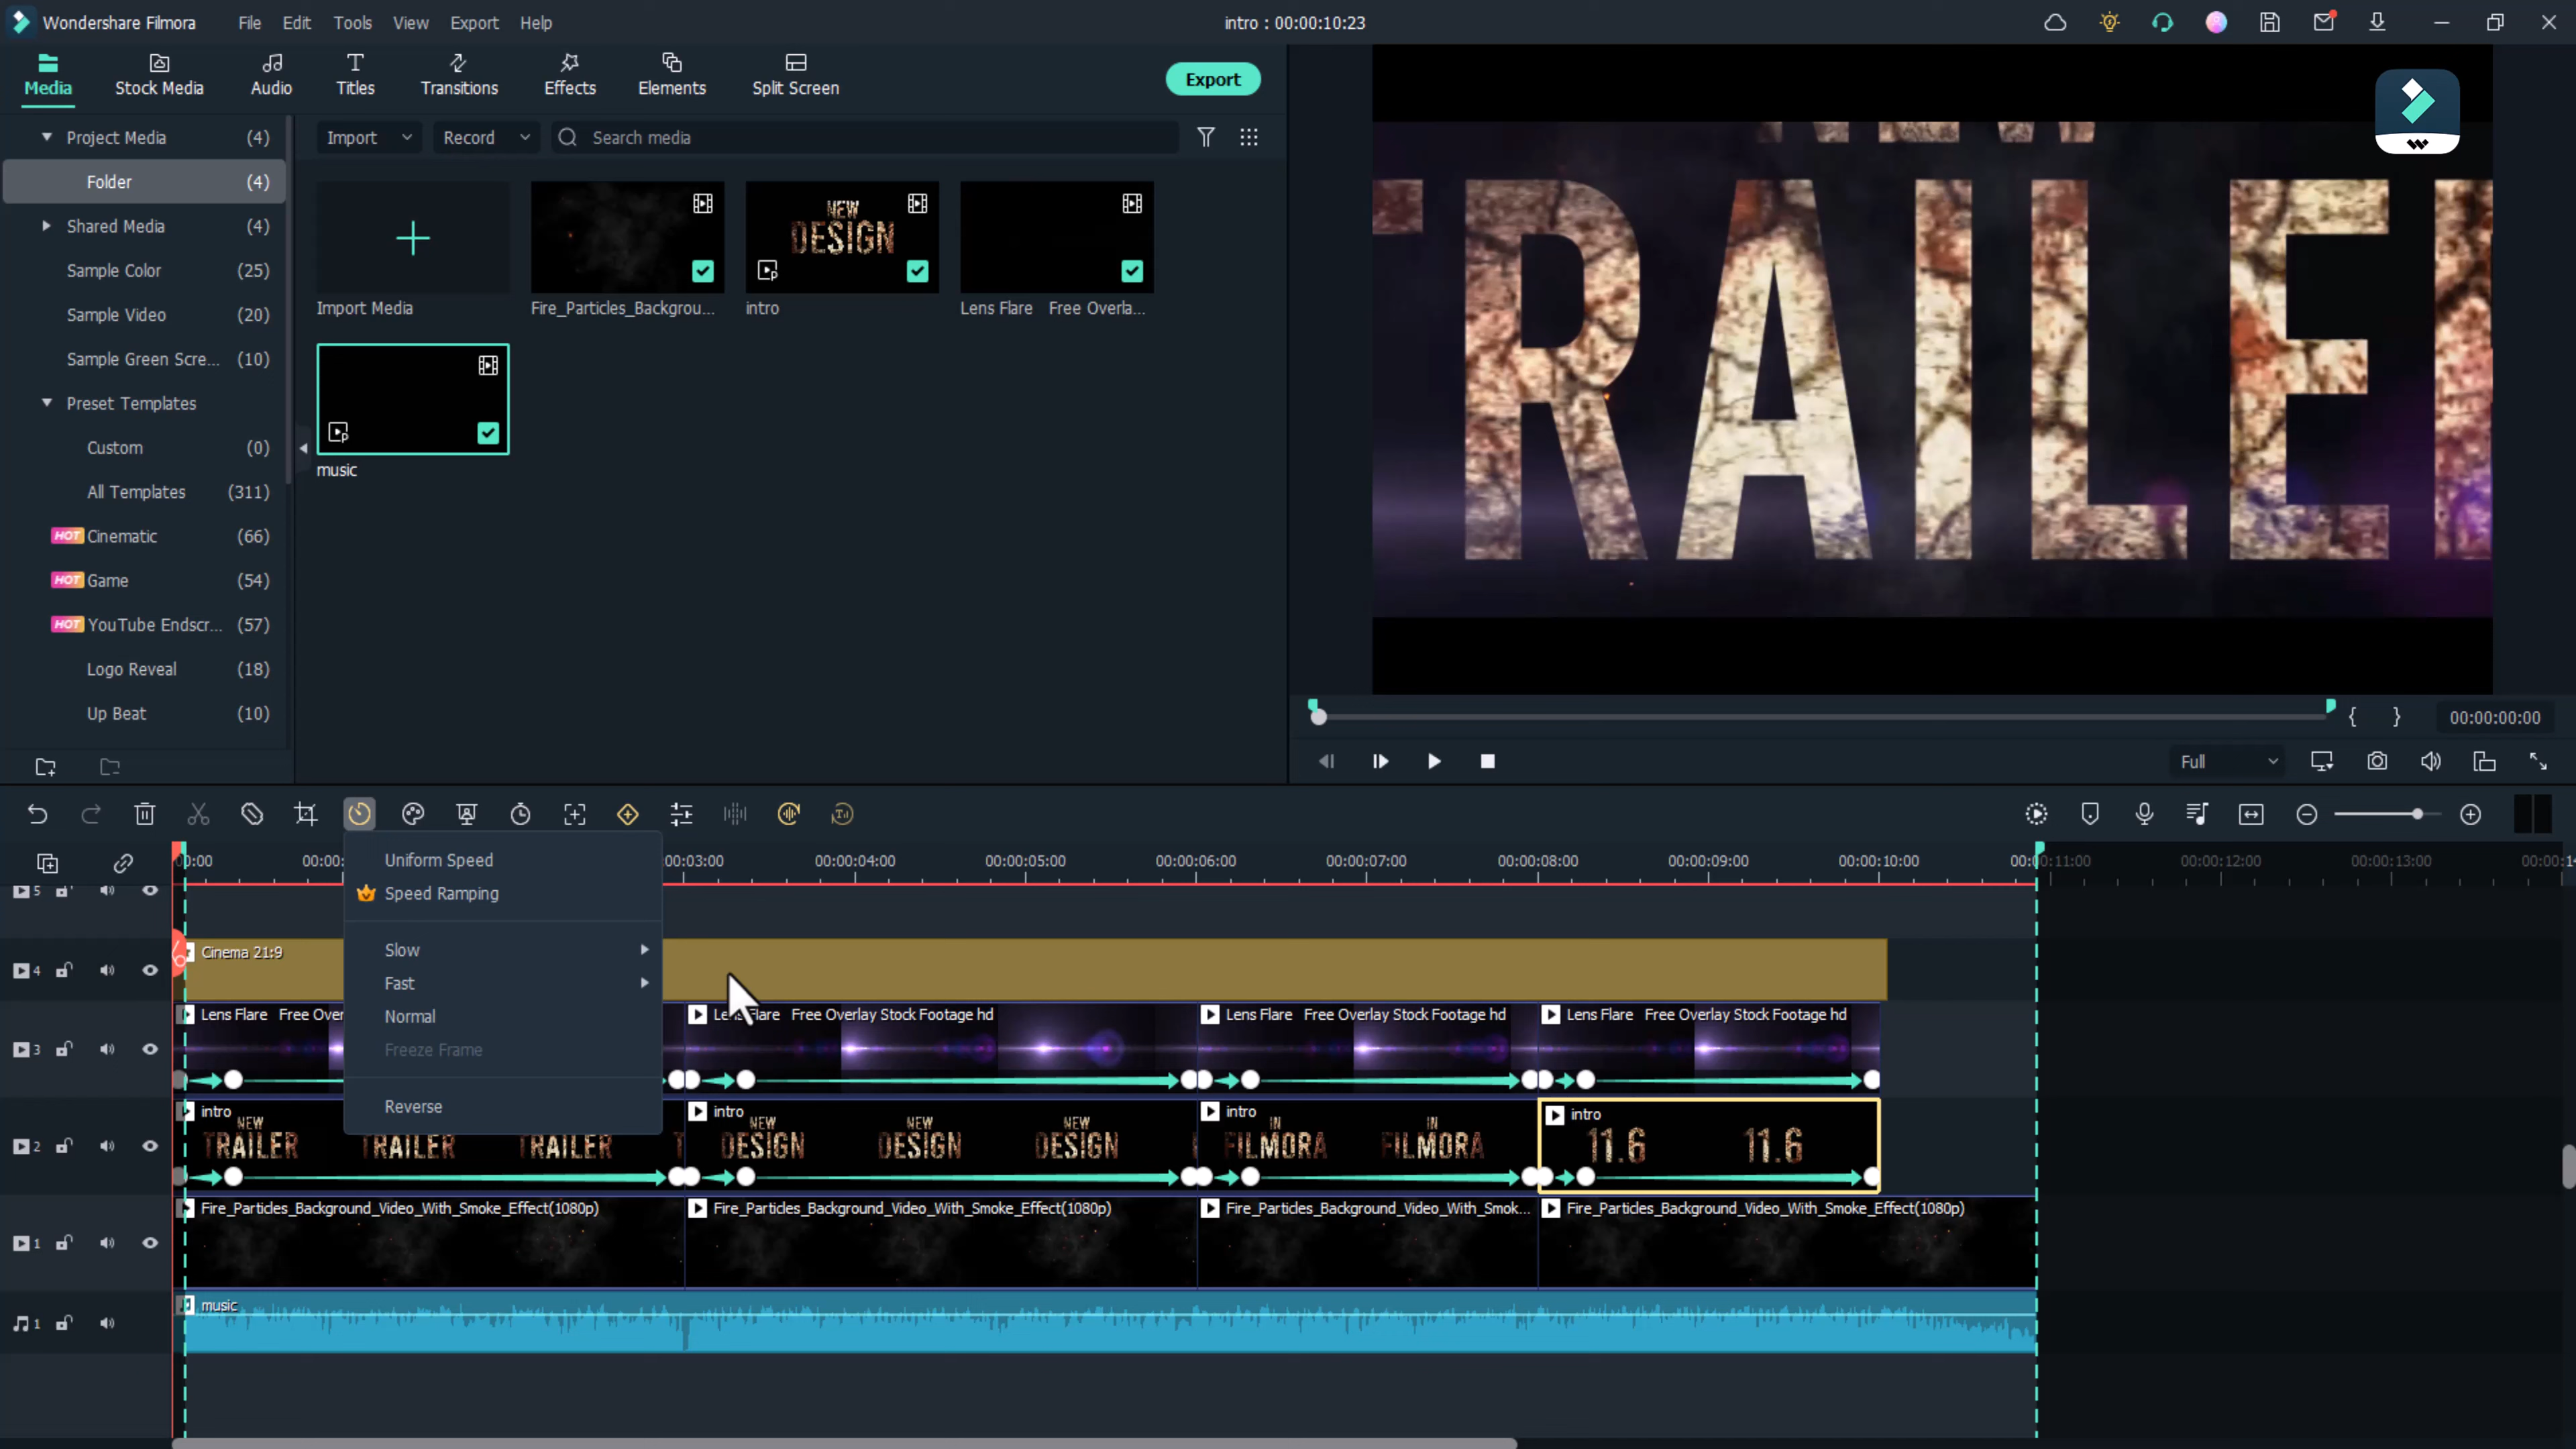 Wondershare Filmora File Edit Tools View Export Help intro : 00:00:10:23
Media Stock Media Audio Titles Transitions Effects Elements Split Screen Export
Project Media (4)
Folder (4)
Shared Media (4)
Sample Color (25)
Sample Video (20)
Sample Green Scre... (10)
Preset Templates
Custom (0)
All Templates (311)
HOT Cinematic (66)
HOT Game (54)
HOT YouTube Endscr... (57)
Logo Reveal (18)
Up Beat (10)
Import Record Search media
NEW
DESIGN
Import Media Fire_Particles_Backgrou... intro Lens Flare Free Overla...
music
TRAILER
00:00:00:00
Full
Uniform Speed
Speed Ramping
Slow
Fast
Normal
Freeze Frame
Reverse
00:00:04:00 00:00:05:00 00:00:06:00 00:00:07:00 00:00:08:00 00:00:09:00 00:00:10:00 00:00:11:00 00:00:12:00 00:00:13:00
5
4 Cinema 21:9
3
Lens Flare Free Over
Lens Flare Free Overlay Stock Footage hd
Lens Flare Free Overlay Stock Footage hd
Lens Flare Free Overlay Stock Footage hd
2
intro
NEW
TRAILER TRAILER TRAILER
intro
NEW NEW NEW
DESIGN DESIGN DESIGN
intro
IN IN
FILMORA FILMORA
intro
11.6 11.6
1
Fire_Particles_Background_Video_With_Smoke_Effect(1080p)
Fire_Particles_Background_Video_With_Smoke_Effect(1080p)
Fire_Particles_Background_Video_With_Smok...
Fire_Particles_Background_Video_With_Smoke_Effect(1080p)
1 music